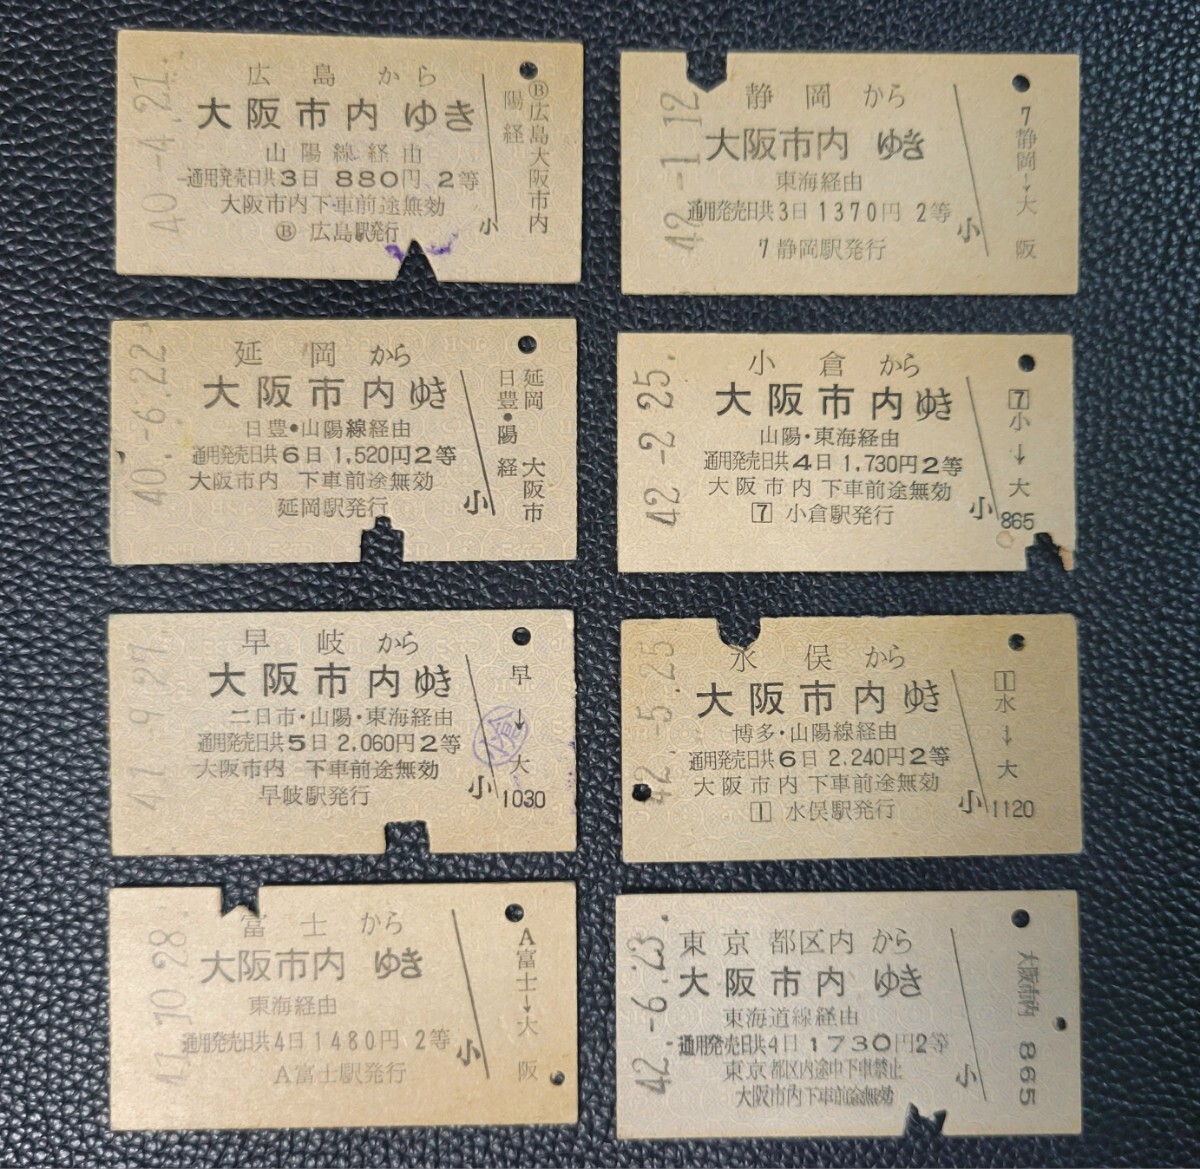 40.-4.21.
広島から
大阪市内ゆき
山陽線経由
通用発売日共3日 880円 2等
大阪市内下車前途無効
Ⓑ 広島駅発行
小
Ⓑ広島大阪市内
陽経
42.-1.12
静岡から
大阪市内 ゆき
東海経由
通用発売日共3日1370円 2等
7静岡駅発行
小
7静岡→大阪
40.-6.22
延岡から
大阪市内ゆき
日豊・山陽線経由
通用発売日共6日 1,520円2等
大阪市内 下車前途無効
延岡駅発行
小
延岡 大阪市
日豊・陽経
42.-2.25.
小倉から
大阪市内ゆき
山陽・東海経由
通用発売日共4日 1,730円2等
大阪市内下車前途無効
7 小倉駅発行
小
7小→大
865
41.-9.27.
早岐から
大阪市内ゆき
二日市・山陽・東海経由
通用発売日共5日 2,060円2等
大阪市内 下車前途無効
早岐駅発行
小
早→大
1030
42.-5.25
水俣から
大阪市内ゆき
博多・山陽線経由
通用発売日共6日 2,240円2等
大阪市内下車前途無効
1 水俣駅発行
小
1水→大
1120
41.10.28.
富士から
大阪市内 ゆき
東海経由
通用発売日共4日1480円 2等
A富士駅発行
小
A富士→大阪
42.-6.23.
東京都区内から
大阪市内 ゆき
東海道線経由
通用発売日共4日1730円2等
東京都区内途中下車禁止
大阪市内下車前途無効
小
大阪市内 865